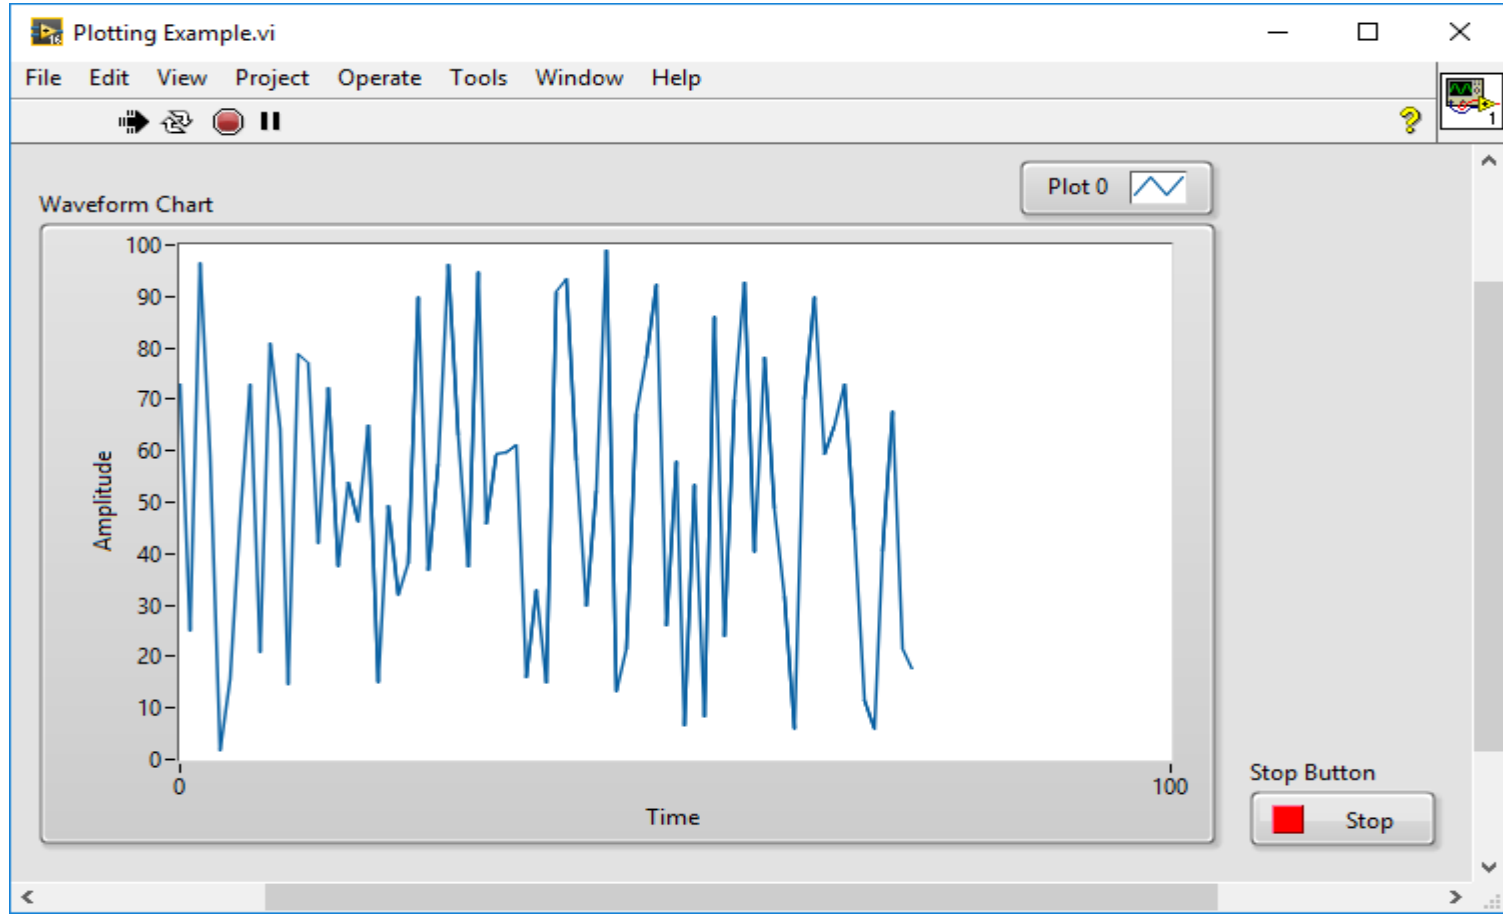 Plotting Example.vi
File Edit View Project Operate Tools Window Help
?
1
Plot 0
Waveform Chart
100
90
80
70
60
50
40
30
20
10
0
Amplitude
0 100
Time
Stop Button
Stop